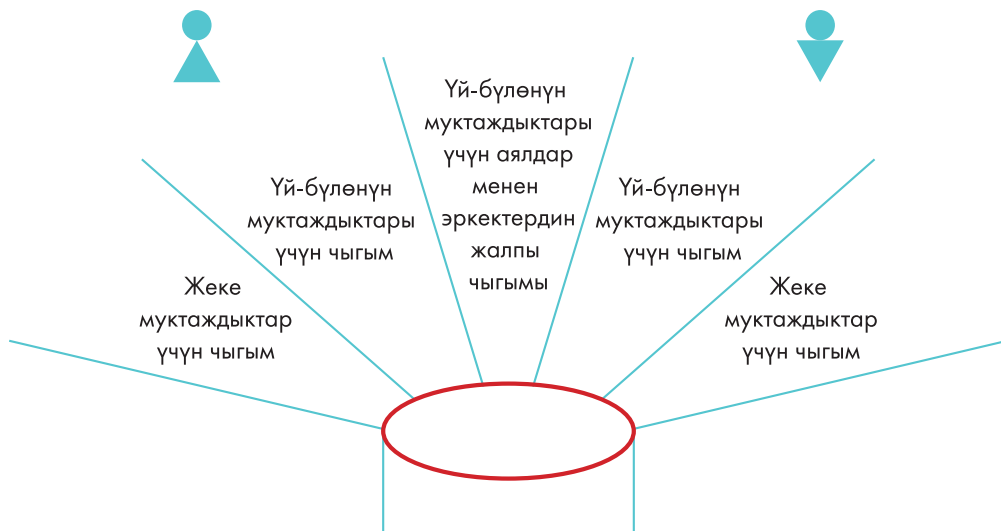 Жеке
муктаждыктар
үчүн чыгым
Үй-бүлөнүн
муктаждыктары
үчүн чыгым
Үй-бүлөнүн
муктаждыктары
үчүн аялдар
менен
эркектердин
жалпы
чыгымы
Үй-бүлөнүн
муктаждыктары
үчүн чыгым
Жеке
муктаждыктар
үчүн чыгым